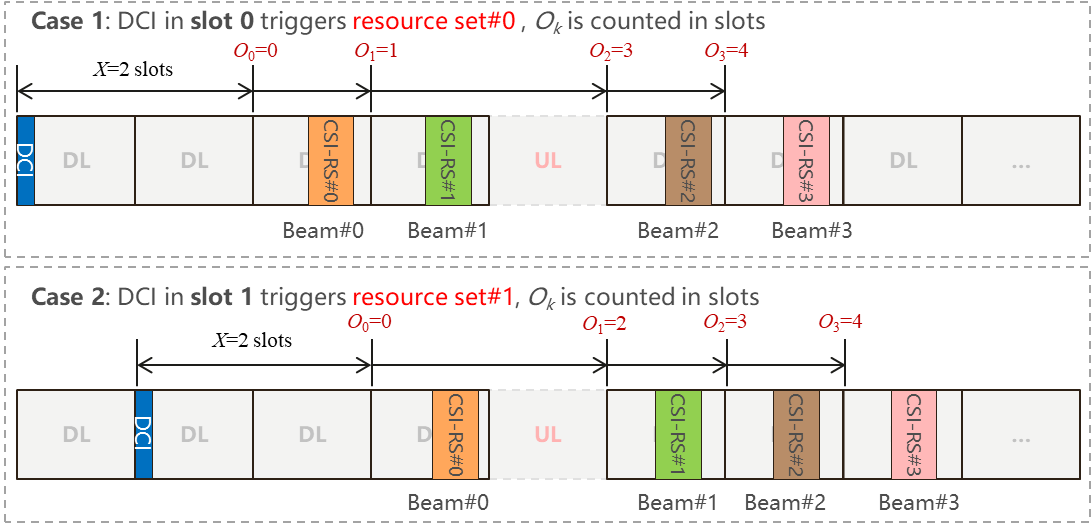 Case 1: DCI in slot 0 triggers resource set#0 , Ok is counted in slots
O0=0
O1=1
O2=3
O3=4
X=2 slots
DCI
DL
DL
D
CSI-RS#0
D
CSI-RS#1
UL
D
CSI-RS#2
D
CSI-RS#3
DL
...
Beam#0
Beam#1
Beam#2
Beam#3
Case 2: DCI in slot 1 triggers resource set#1, Ok is counted in slots
O0=0
O1=2
O2=3
O3=4
X=2 slots
DL
DCI
DL
DL
D
CSI-RS#0
UL
CSI-RS#1
CSI-RS#2
CSI-RS#3
...
Beam#0
Beam#1
Beam#2
Beam#3